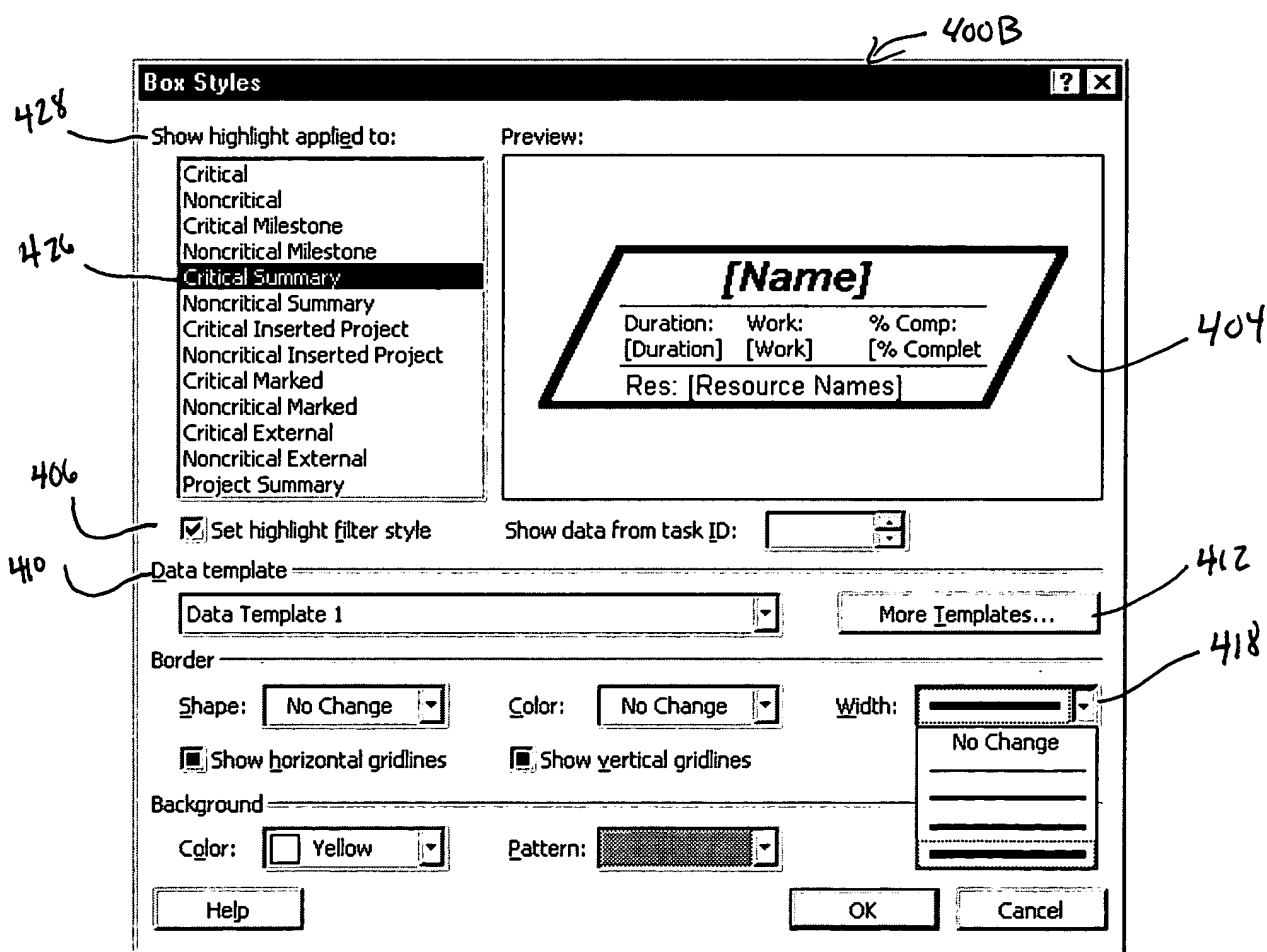 400B
Box Styles ? ×
428
Show highlight applied to: Preview:
Critical
Noncritical
Critical Milestone
Noncritical Milestone
426
Critical Summary
Noncritical Summary
Critical Inserted Project
Noncritical Inserted Project
Critical Marked
Noncritical Marked
Critical External
Noncritical External
Project Summary
[Name]
Duration: Work: % Comp:
[Duration] [Work] [% Complet
Res: [Resource Names]
404
406
Set highlight filter style Show data from task ID:
410
Data template
412
Data Template 1 More Templates...
Border
418
Shape: No Change Color: No Change Width:
No Change
Show horizontal gridlines Show vertical gridlines
Background
Color: Yellow Pattern:
Help OK Cancel